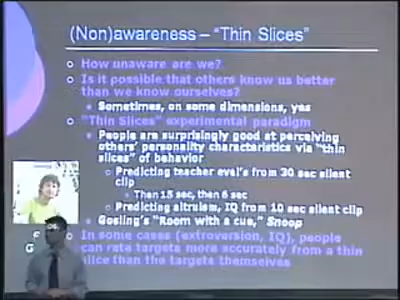 (Non)awareness – "Thin Slices"
How unaware are we?
Is it possible that others know us better
than we know ourselves?
Sometimes, on some dimensions, yes
"Thin Slices" experimental paradigm
People are surprisingly good at perceiving
others' personality characteristics via "thin
slices" of behavior
Predicting teacher eval's from 30 sec silent
clip
Then 15 sec, then 6 sec
Predicting altruism, IQ from 10 sec silent clip
Gosling's "Room with a cue," Snoop
In some cases (extroversion, IQ), people
can rate targets more accurately from a thin
slice than the targets themselves